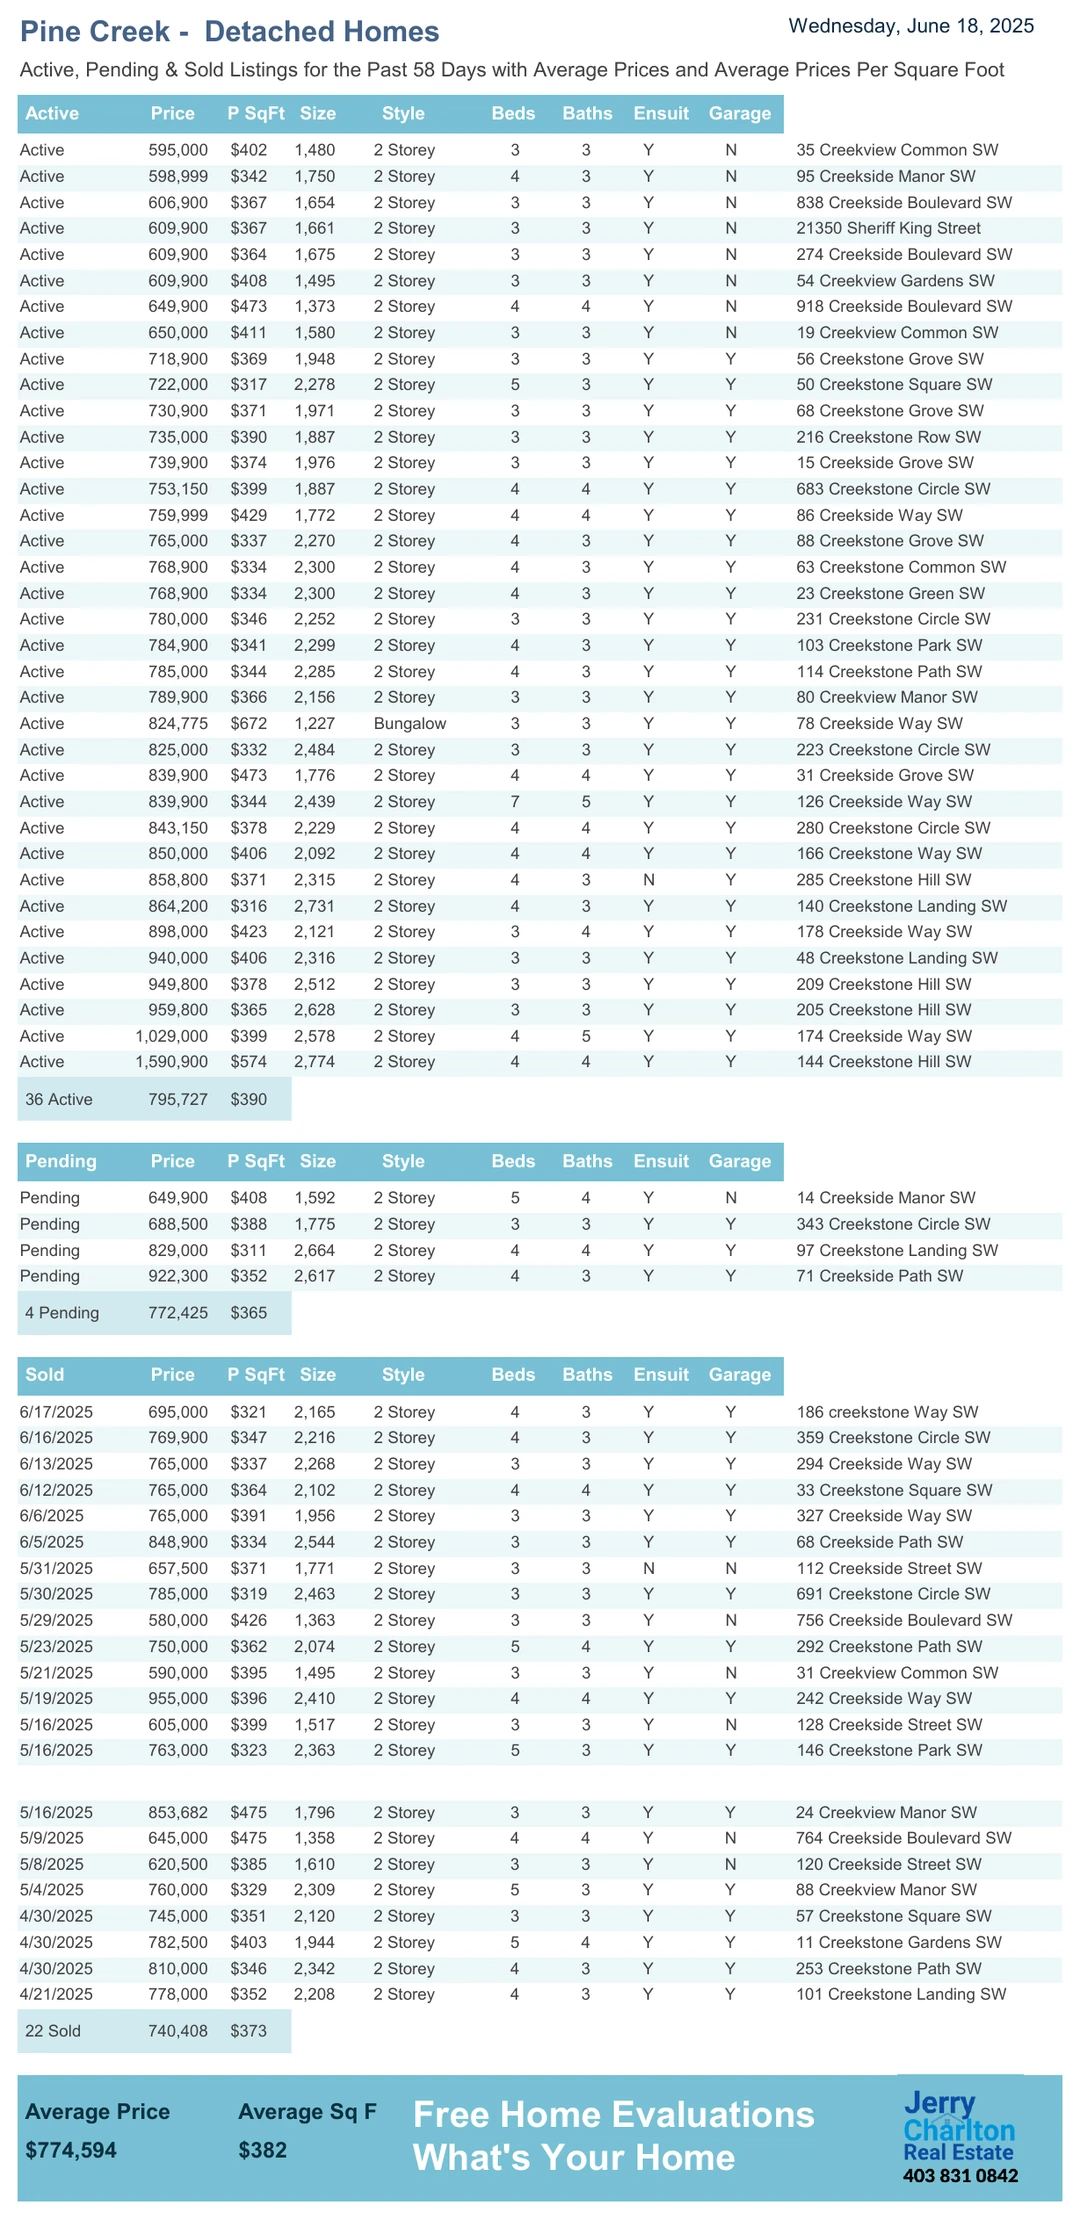 Pine Creek - Detached Homes
Wednesday, June 18, 2025
Active, Pending & Sold Listings for the Past 58 Days with Average Prices and Average Prices Per Square Foot
Active Price P SqFt Size Style Beds Baths Ensuit Garage
Active 595,000 $402 1,480 2 Storey 3 3 Y N 35 Creekview Common SW
Active 598,999 $342 1,750 2 Storey 4 3 Y N 95 Creekside Manor SW
Active 606,900 $367 1,654 2 Storey 3 3 Y N 838 Creekside Boulevard SW
Active 609,900 $367 1,661 2 Storey 3 3 Y N 21350 Sheriff King Street
Active 609,900 $364 1,675 2 Storey 3 3 Y N 274 Creekside Boulevard SW
Active 609,900 $408 1,495 2 Storey 3 3 Y N 54 Creekview Gardens SW
Active 649,900 $473 1,373 2 Storey 4 4 Y N 918 Creekside Boulevard SW
Active 650,000 $411 1,580 2 Storey 3 3 Y N 19 Creekview Common SW
Active 718,900 $369 1,948 2 Storey 3 3 Y Y 56 Creekstone Grove SW
Active 722,000 $317 2,278 2 Storey 5 3 Y Y 50 Creekstone Square SW
Active 730,900 $371 1,971 2 Storey 3 3 Y Y 68 Creekstone Grove SW
Active 735,000 $390 1,887 2 Storey 3 3 Y Y 216 Creekstone Row SW
Active 739,900 $374 1,976 2 Storey 3 3 Y Y 15 Creekside Grove SW
Active 753,150 $399 1,887 2 Storey 4 4 Y Y 683 Creekstone Circle SW
Active 759,999 $429 1,772 2 Storey 4 4 Y Y 86 Creekside Way SW
Active 765,000 $337 2,270 2 Storey 4 3 Y Y 88 Creekstone Grove SW
Active 768,900 $334 2,300 2 Storey 4 3 Y Y 63 Creekstone Common SW
Active 768,900 $334 2,300 2 Storey 4 3 Y Y 23 Creekstone Green SW
Active 780,000 $346 2,252 2 Storey 3 3 Y Y 231 Creekstone Circle SW
Active 784,900 $341 2,299 2 Storey 4 3 Y Y 103 Creekstone Park SW
Active 785,000 $344 2,285 2 Storey 4 3 Y Y 114 Creekstone Path SW
Active 789,900 $366 2,156 2 Storey 3 3 Y Y 80 Creekview Manor SW
Active 824,775 $672 1,227 Bungalow 3 3 Y Y 78 Creekside Way SW
Active 825,000 $332 2,484 2 Storey 3 3 Y Y 223 Creekstone Circle SW
Active 839,900 $473 1,776 2 Storey 4 4 Y Y 31 Creekside Grove SW
Active 839,900 $344 2,439 2 Storey 7 5 Y Y 126 Creekside Way SW
Active 843,150 $378 2,229 2 Storey 4 4 Y Y 280 Creekstone Circle SW
Active 850,000 $406 2,092 2 Storey 4 4 Y Y 166 Creekstone Way SW
Active 858,800 $371 2,315 2 Storey 4 3 N Y 285 Creekstone Hill SW
Active 864,200 $316 2,731 2 Storey 4 3 Y Y 140 Creekstone Landing SW
Active 898,000 $423 2,121 2 Storey 3 4 Y Y 178 Creekside Way SW
Active 940,000 $406 2,316 2 Storey 3 3 Y Y 48 Creekstone Landing SW
Active 949,800 $378 2,512 2 Storey 3 3 Y Y 209 Creekstone Hill SW
Active 959,800 $365 2,628 2 Storey 3 3 Y Y 205 Creekstone Hill SW
Active 1,029,000 $399 2,578 2 Storey 4 5 Y Y 174 Creekside Way SW
Active 1,590,900 $574 2,774 2 Storey 4 4 Y Y 144 Creekstone Hill SW
36 Active 795,727 $390
Pending Price P SqFt Size Style Beds Baths Ensuit Garage
Pending 649,900 $408 1,592 2 Storey 5 4 Y N 14 Creekside Manor SW
Pending 688,500 $388 1,775 2 Storey 3 3 Y Y 343 Creekstone Circle SW
Pending 829,000 $311 2,664 2 Storey 4 4 Y Y 97 Creekstone Landing SW
Pending 922,300 $352 2,617 2 Storey 4 3 Y Y 71 Creekside Path SW
4 Pending 772,425 $365
Sold Price P SqFt Size Style Beds Baths Ensuit Garage
6/17/2025 695,000 $321 2,165 2 Storey 4 3 Y Y 186 creekstone Way SW
6/16/2025 769,900 $347 2,216 2 Storey 4 3 Y Y 359 Creekstone Circle SW
6/13/2025 765,000 $337 2,268 2 Storey 3 3 Y Y 294 Creekside Way SW
6/12/2025 765,000 $364 2,102 2 Storey 4 4 Y Y 33 Creekstone Square SW
6/6/2025 765,000 $391 1,956 2 Storey 3 3 Y Y 327 Creekside Way SW
6/5/2025 848,900 $334 2,544 2 Storey 3 3 Y Y 68 Creekside Path SW
5/31/2025 657,500 $371 1,771 2 Storey 3 3 N N 112 Creekside Street SW
5/30/2025 785,000 $319 2,463 2 Storey 3 3 Y Y 691 Creekstone Circle SW
5/29/2025 580,000 $426 1,363 2 Storey 3 3 Y N 756 Creekside Boulevard SW
5/23/2025 750,000 $362 2,074 2 Storey 5 4 Y Y 292 Creekstone Path SW
5/21/2025 590,000 $395 1,495 2 Storey 3 3 Y N 31 Creekview Common SW
5/19/2025 955,000 $396 2,410 2 Storey 4 4 Y Y 242 Creekside Way SW
5/16/2025 605,000 $399 1,517 2 Storey 3 3 Y N 128 Creekside Street SW
5/16/2025 763,000 $323 2,363 2 Storey 5 3 Y Y 146 Creekstone Park SW
5/16/2025 853,682 $475 1,796 2 Storey 3 3 Y Y 24 Creekview Manor SW
5/9/2025 645,000 $475 1,358 2 Storey 4 4 Y N 764 Creekside Boulevard SW
5/8/2025 620,500 $385 1,610 2 Storey 3 3 Y N 120 Creekside Street SW
5/4/2025 760,000 $329 2,309 2 Storey 5 3 Y Y 88 Creekview Manor SW
4/30/2025 745,000 $351 2,120 2 Storey 3 3 Y Y 57 Creekstone Square SW
4/30/2025 782,500 $403 1,944 2 Storey 5 4 Y Y 11 Creekstone Gardens SW
4/30/2025 810,000 $346 2,342 2 Storey 4 3 Y Y 253 Creekstone Path SW
4/21/2025 778,000 $352 2,208 2 Storey 4 3 Y Y 101 Creekstone Landing SW
22 Sold 740,408 $373
Average Price Average Sq F
$774,594 $382
Free Home Evaluations
What's Your Home
Jerry
Charlton
Real Estate
403 831 0842